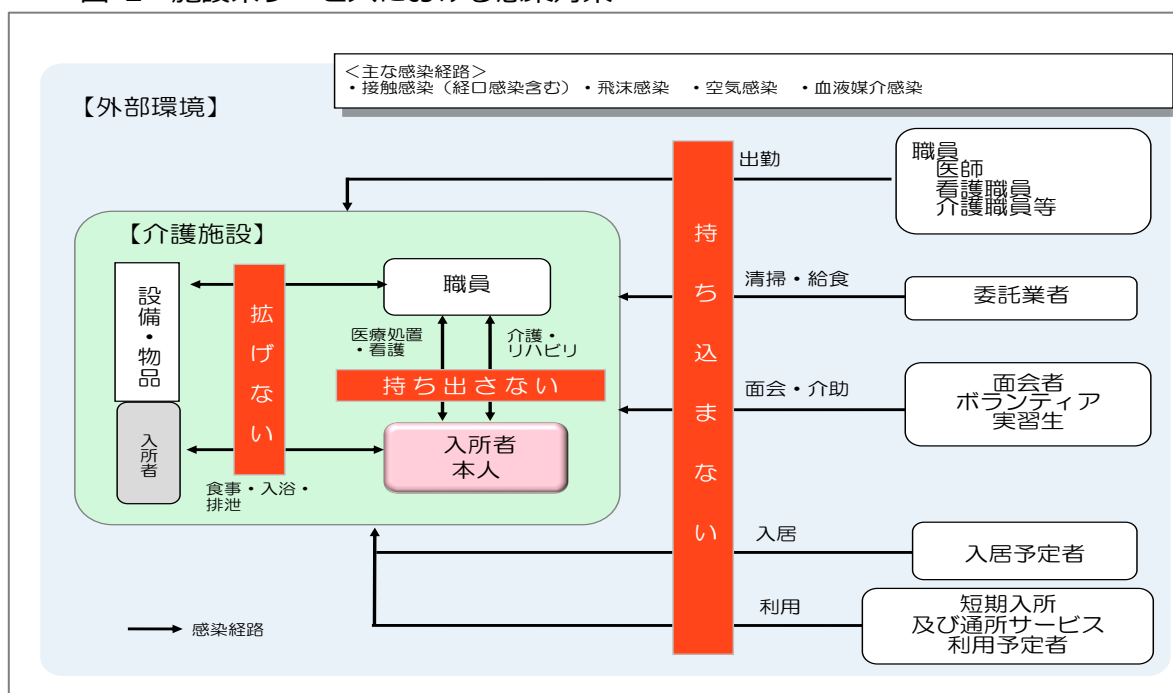 ＜主な感染経路＞
・接触感染（経口感染含む）・飛沫感染　・空気感染　・血液媒介感染
【外部環境】
出勤
職員
医師
看護職員
介護職員等
【介護施設】
設備・物品
拡げない
職員
持ち込まない
清掃・給食
委託業者
医療処置
・看護
介護・
リハビリ
持ち出さない
面会・介助
面会者
ボランティア
実習生
入所者
入所者
本人
食事・入浴・
排泄
入居
入居予定者
利用
短期入所
及び通所サービス
利用予定者
感染経路